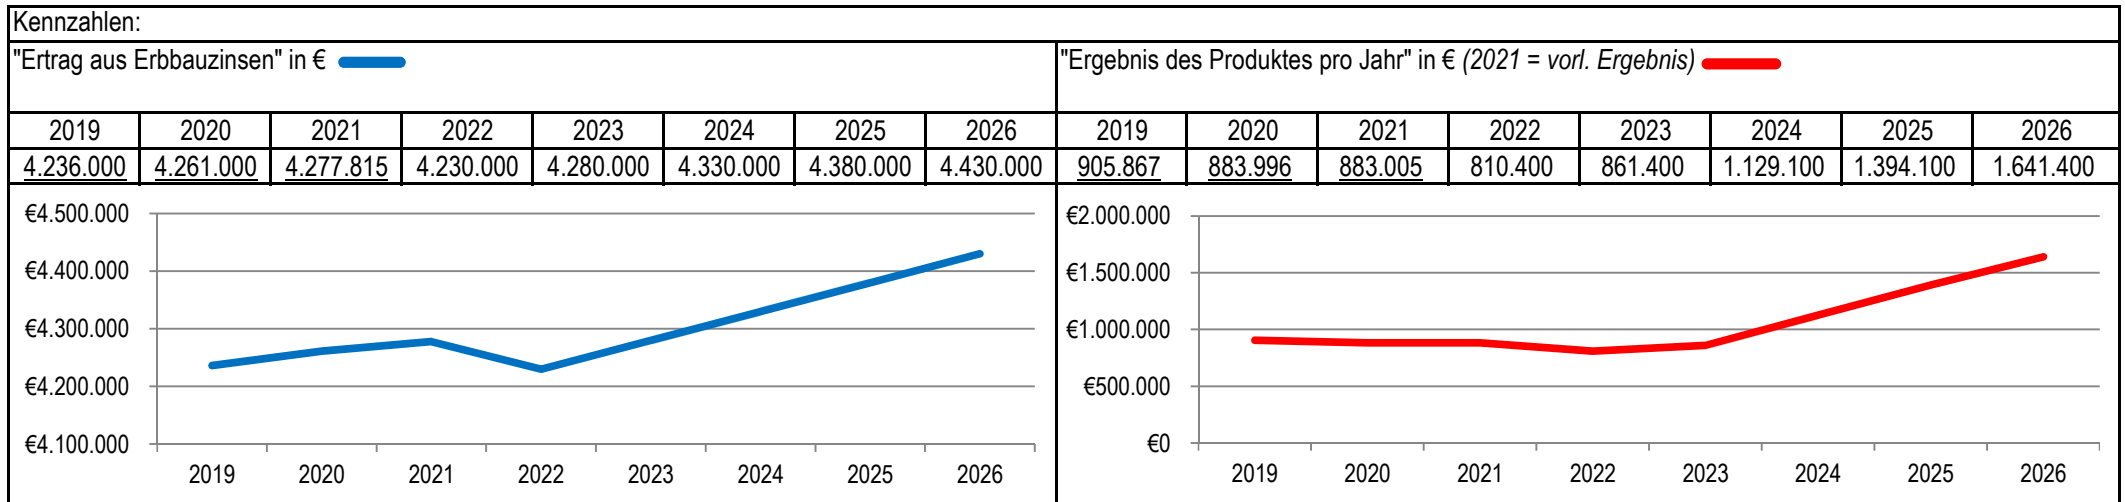 Kennzahlen:
"Ertrag aus Erbbauzinsen" in €
"Ergebnis des Produktes pro Jahr" in € (2021 = vorl. Ergebnis)
2019 2020 2021 2022 2023 2024 2025 2026 2019 2020 2021 2022 2023 2024 2025 2026
4.236.000 4.261.000 4.277.815 4.230.000 4.280.000 4.330.000 4.380.000 4.430.000 905.867 883.996 883.005 810.400 861.400 1.129.100 1.394.100 1.641.400
€4.500.000
€4.400.000
€4.300.000
€4.200.000
€4.100.000
2019 2020 2021 2022 2023 2024 2025 2026
€2.000.000
€1.500.000
€1.000.000
€500.000
€0
2019 2020 2021 2022 2023 2024 2025 2026